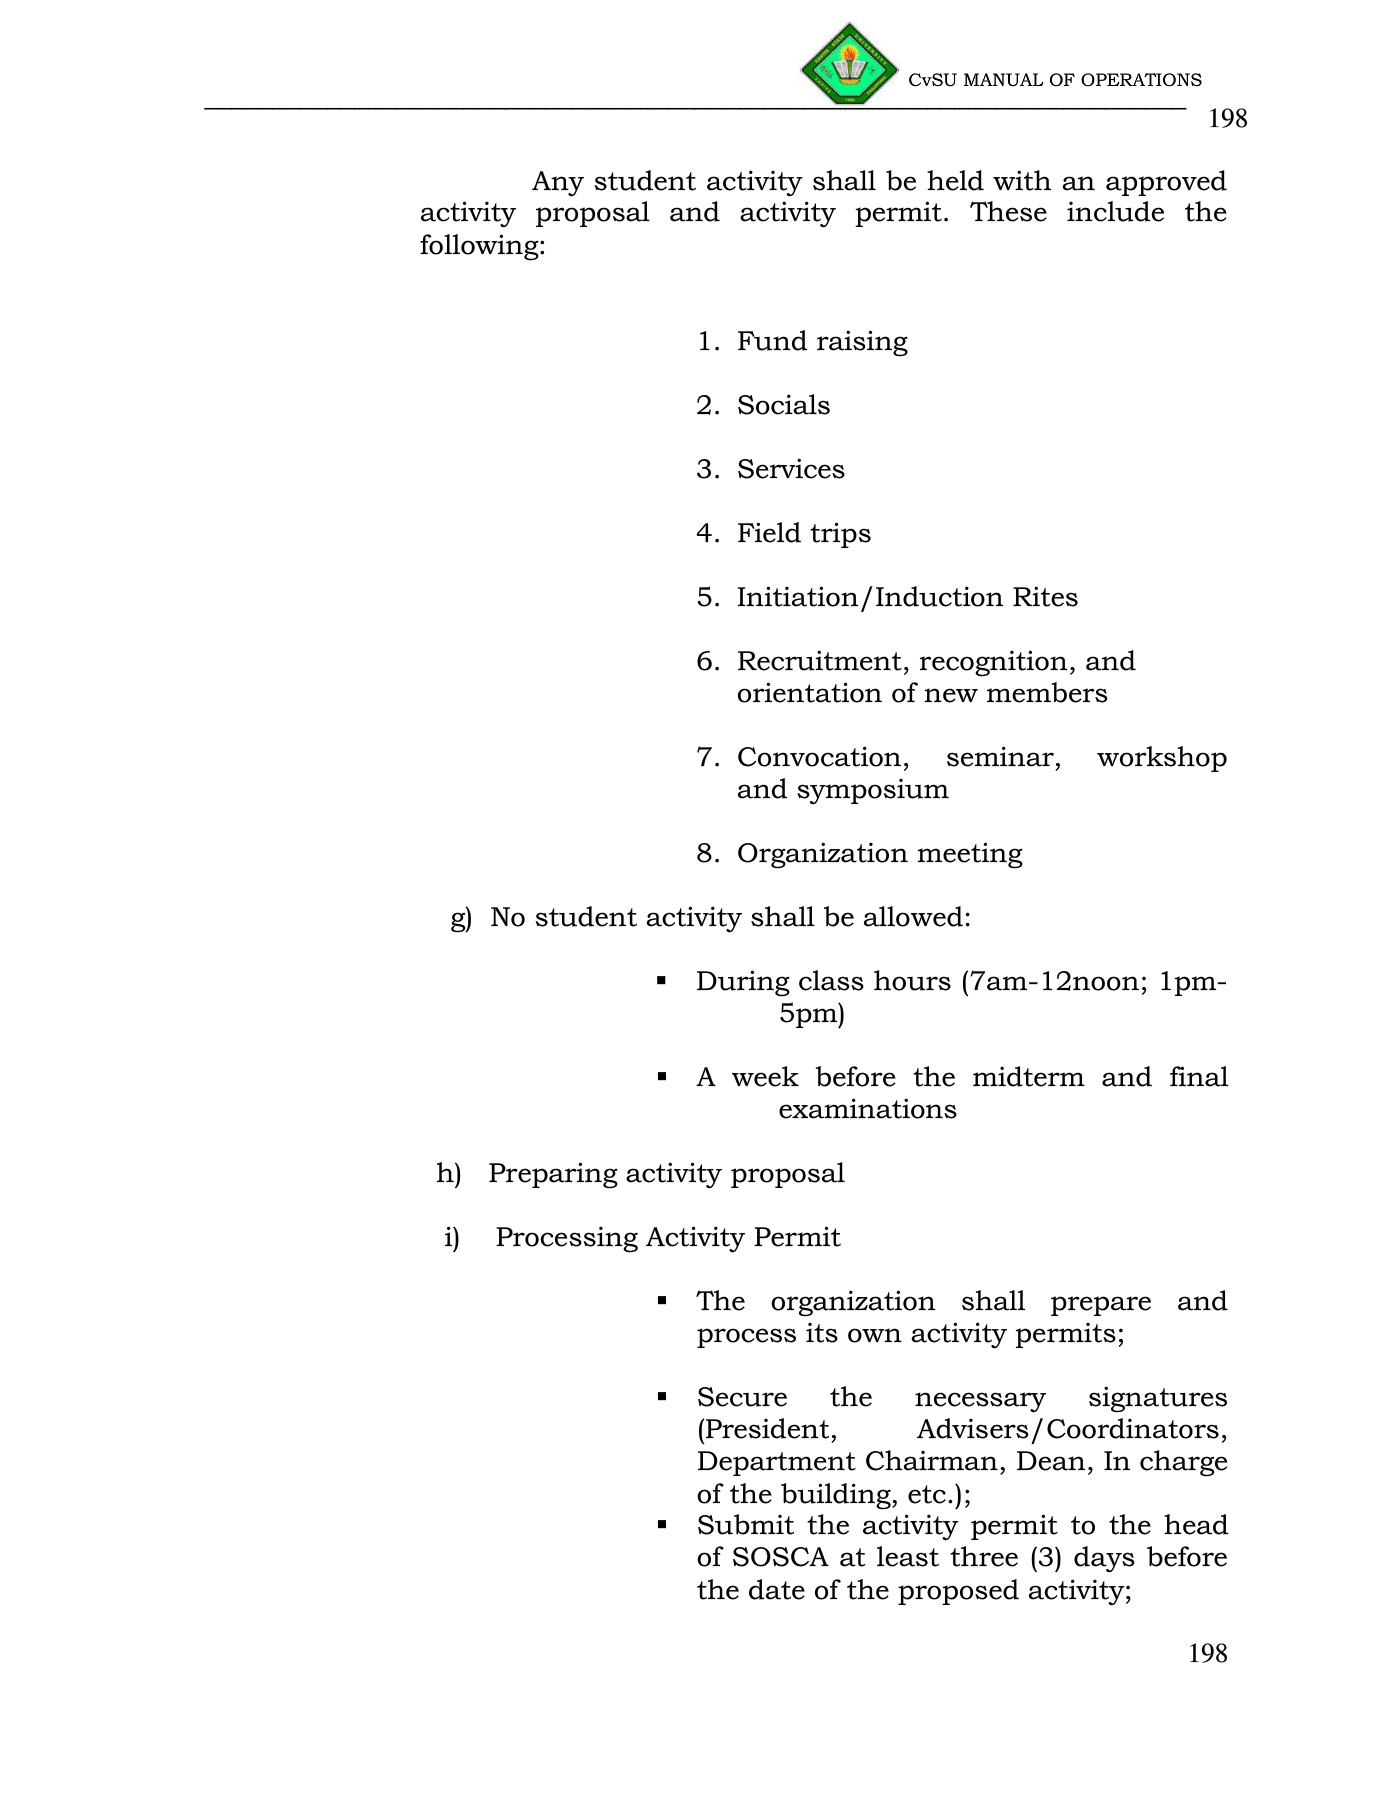 CvSU MANUAL OF OPERATIONS
198
Any student activity shall be held with an approved
activity proposal and activity permit. These include the
following:
1. Fund raising
2. Socials
3. Services
4. Field trips
5. Initiation/Induction Rites
6. Recruitment, recognition, and
orientation of new members
7. Convocation, seminar, workshop
and symposium
8. Organization meeting
g) No student activity shall be allowed:
▪ During class hours (7am-12noon; 1pm-
5pm)
▪ A week before the midterm and final
examinations
h) Preparing activity proposal
i) Processing Activity Permit
▪ The organization shall prepare and
process its own activity permits;
▪ Secure the necessary signatures
(President, Advisers/Coordinators,
Department Chairman, Dean, In charge
of the building, etc.);
▪ Submit the activity permit to the head
of SOSCA at least three (3) days before
the date of the proposed activity;
198